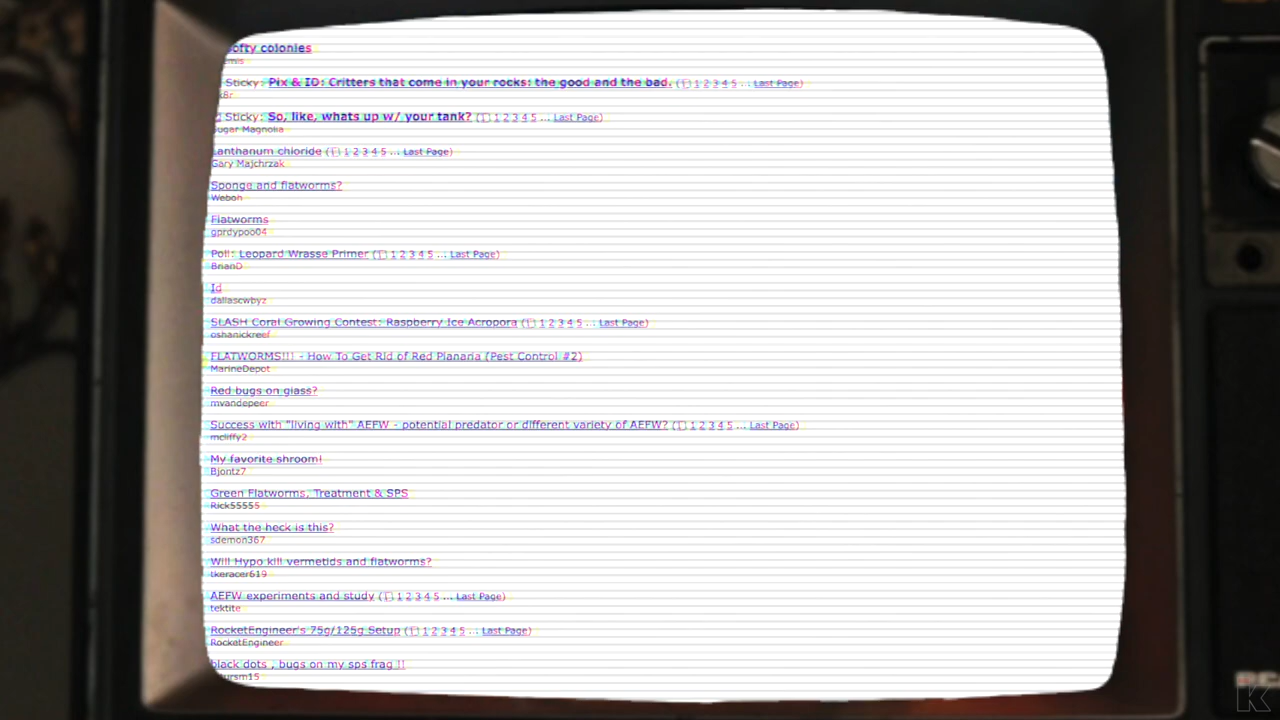 colonies
Sticky: Pix & ID: Critters that come in your rocks: the good and the bad. ( 1 2 3 4 5 ... Last Page)
Sticky: So, like, whats up w/ your tank? ( 1 2 3 4 5 ... Last Page)
Sugar Magnolia
Lanthanum chloride ( 1 2 3 4 5 ... Last Page)
Gary Majchrzak
Sponge and flatworms?
Weboh
Flatworms
gprdypoo04
Poll: Leopard Wrasse Primer ( 1 2 3 4 5 ... Last Page)
BrianD
Id
dallascwbyz
SLASH Coral Growing Contest: Raspberry Ice Acropora ( 1 2 3 4 5 ... Last Page)
oshanickreef
FLATWORMS!!! - How To Get Rid of Red Planaria (Pest Control #2)
MarineDepot
Red bugs on glass?
mvandepeer
Success with "living with" AEFW - potential predator or different variety of AEFW? ( 1 2 3 4 5 ... Last Page)
mcliffy2
My favorite shroom!
Bjontz7
Green Flatworms, Treatment & SPS
Rick55555
What the heck is this?
sdemon367
Will Hypo kill vermetids and flatworms?
tkeracer619
AEFW experiments and study ( 1 2 3 4 5 ... Last Page)
tektite
RocketEngineer's 75g/125g Setup ( 1 2 3 4 5 ... Last Page)
RocketEngineer
black dots , bugs on my sps frag !!